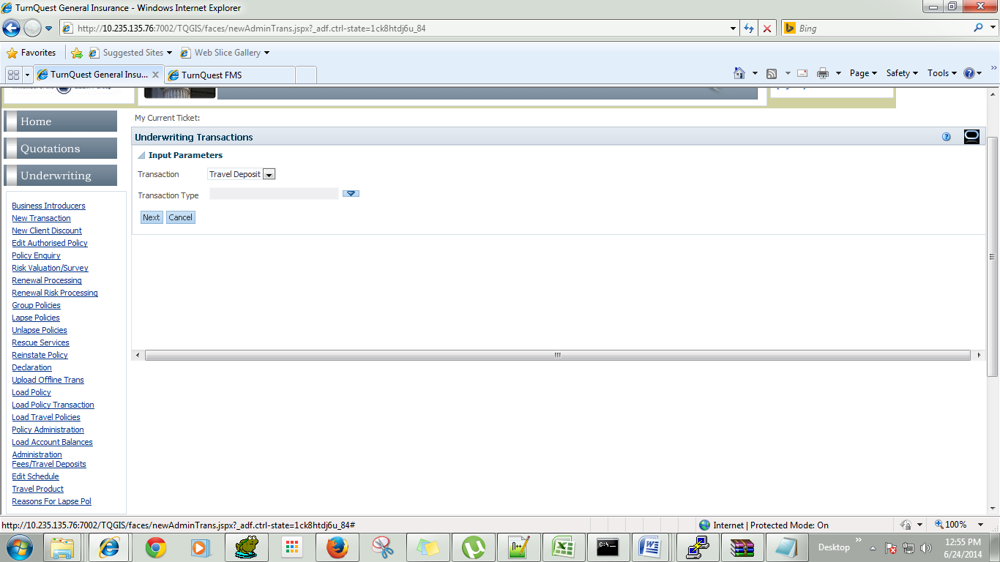 TurnQuest General Insurance - Windows Internet Explorer
http://10.235.135.76:7002/TQGIS/faces/newAdminTrans.jspx?_adf.ctrl-state=1ck8htdj6u_84
Bing
Favorites Suggested Sites Web Slice Gallery
TurnQuest General Insu... TurnQuest FMS Page Safety Tools
My Current Ticket:
Home
Quotations
Underwriting
Business Introducers
New Transaction
New Client Discount
Edit Authorised Policy
Policy Enquiry
Risk Valuation/Survey
Renewal Processing
Renewal Risk Processing
Group Policies
Lapse Policies
Unlapse Policies
Rescue Services
Reinstate Policy
Declaration
Upload Offline Trans
Load Policy
Load Policy Transaction
Load Travel Policies
Policy Administration
Load Account Balances
Administration
Fees/Travel Deposits
Edit Schedule
Travel Product
Reasons For Lapse Pol
Underwriting Transactions
Input Parameters
Transaction Travel Deposit
Transaction Type
Next Cancel
http://10.235.135.76:7002/TQGIS/faces/newAdminTrans.jspx?_adf.ctrl-state=1ck8htdj6u_84#
Internet | Protected Mode: On
100%
Desktop
12:55 PM
6/24/2014